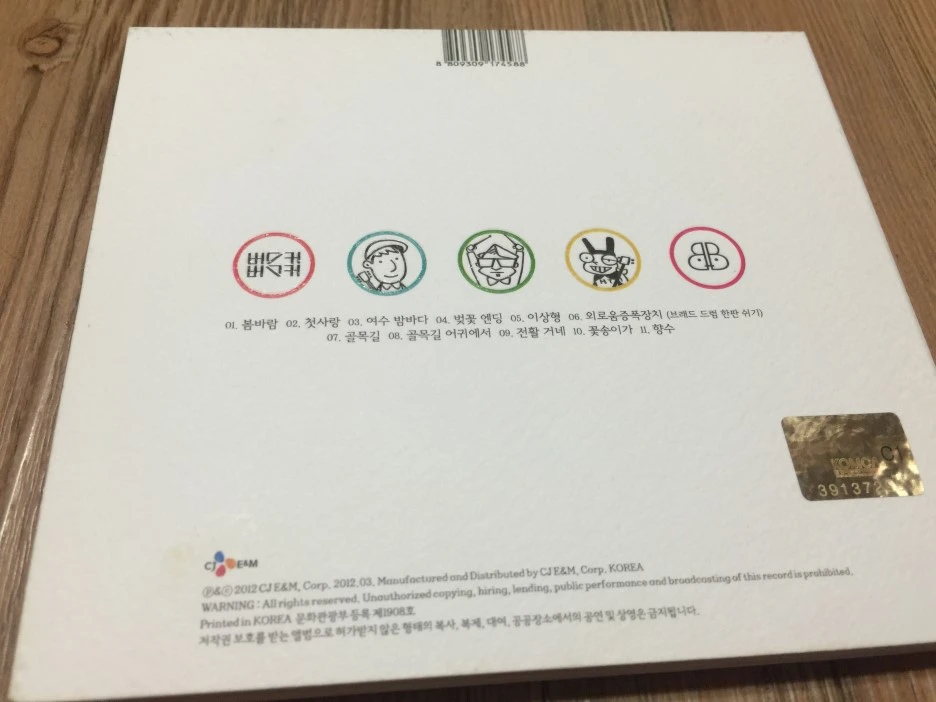 8 809309 174588
버스커
버스커
BB
01. 봄바람 02. 첫사랑 03. 여수 밤바다 04. 벚꽃 엔딩 05. 이상형 06. 외로움증폭장치 (브래드 드럼 한판 쉬기)
07. 골목길 08. 골목길 어귀에서 09. 전활 거네 10. 꽃송이가 11. 향수
KOMCA
391372
CJ E&M
Ⓟ&ⓒ 2012 CJ E&M, Corp. 2012.03. Manufactured and Distributed by CJ E&M, Corp. KOREA
WARNING : All rights reserved. Unauthorized copying, hiring, lending, public performance and broadcasting of this record is prohibited.
Printed in KOREA 문화관광부 등록 제1908호
저작권 보호를 받는 앨범으로 허가받지 않은 형태의 복사, 복제, 대여, 공공장소에서의 공연 및 상영은 금지됩니다.